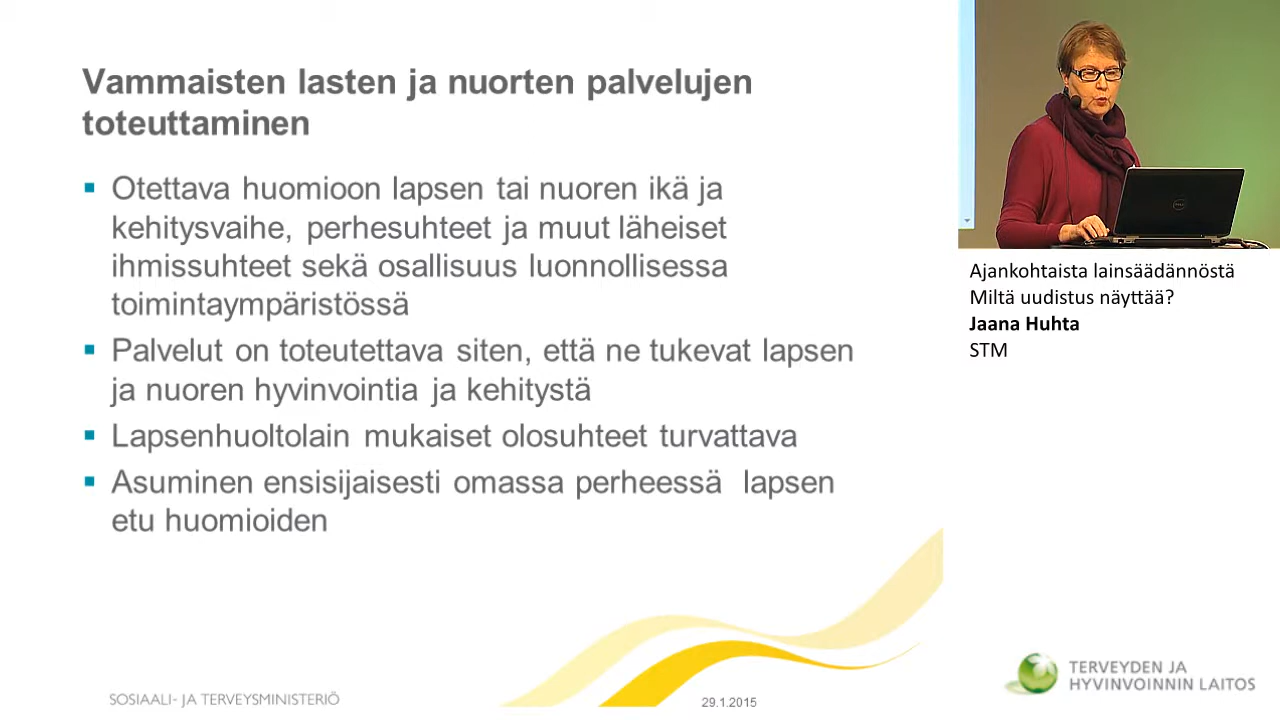 Vammaisten lasten ja nuorten palvelujen
toteuttaminen
Otettava huomioon lapsen tai nuoren ikä ja
kehitysvaihe, perhesuhteet ja muut läheiset
ihmissuhteet sekä osallisuus luonnollisessa
toimintaympäristössä
Palvelut on toteutettava siten, että ne tukevat lapsen
ja nuoren hyvinvointia ja kehitystä
Lapsenhuoltolain mukaiset olosuhteet turvattava
Asuminen ensisijaisesti omassa perheessä lapsen
etu huomioiden
SOSIAALI- JA TERVEYSMINISTERIÖ
29.1.2015
Ajankohtaista lainsäädännöstä
Miltä uudistus näyttää?
Jaana Huhta
STM
TERVEYDEN JA
HYVINVOINNIN LAITOS